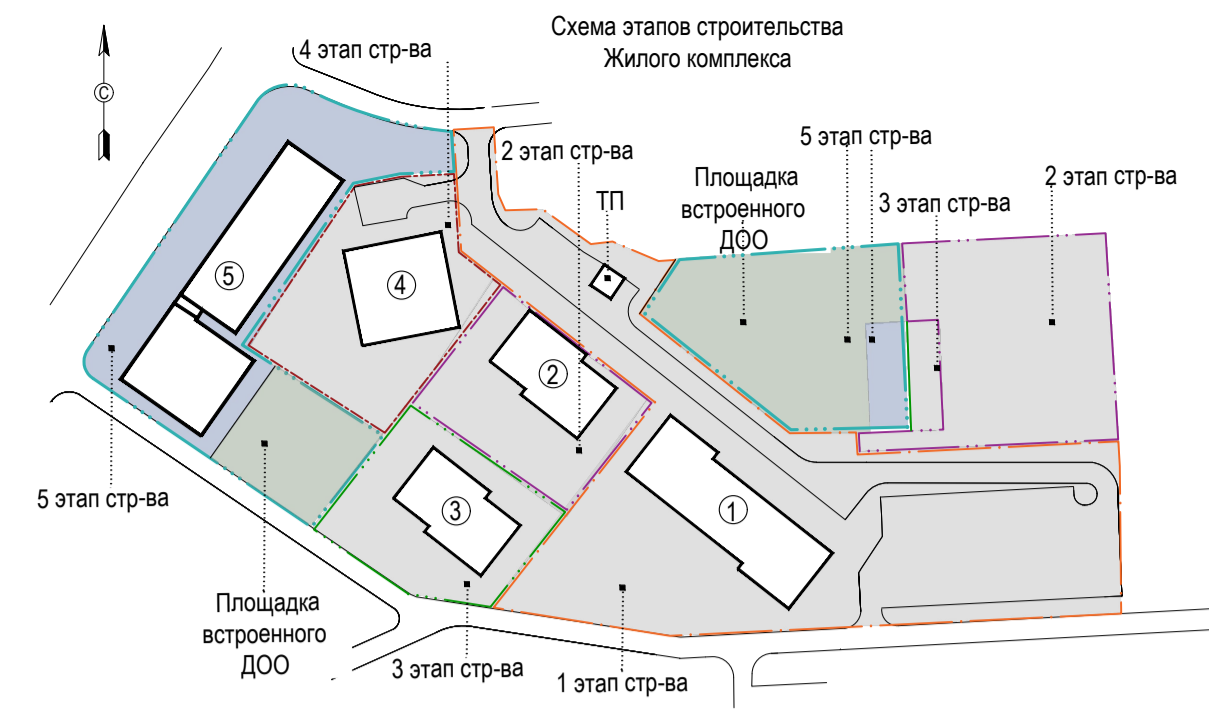 Схема этапов строительства
Жилого комплекса
4 этап стр-ва
С
2 этап стр-ва
5 этап стр-ва
Площадка
встроенного
ДОО
2 этап стр-ва
3 этап стр-ва
ТП
5
4
2
3
1
5 этап стр-ва
Площадка
встроенного
ДОО
3 этап стр-ва
1 этап стр-ва